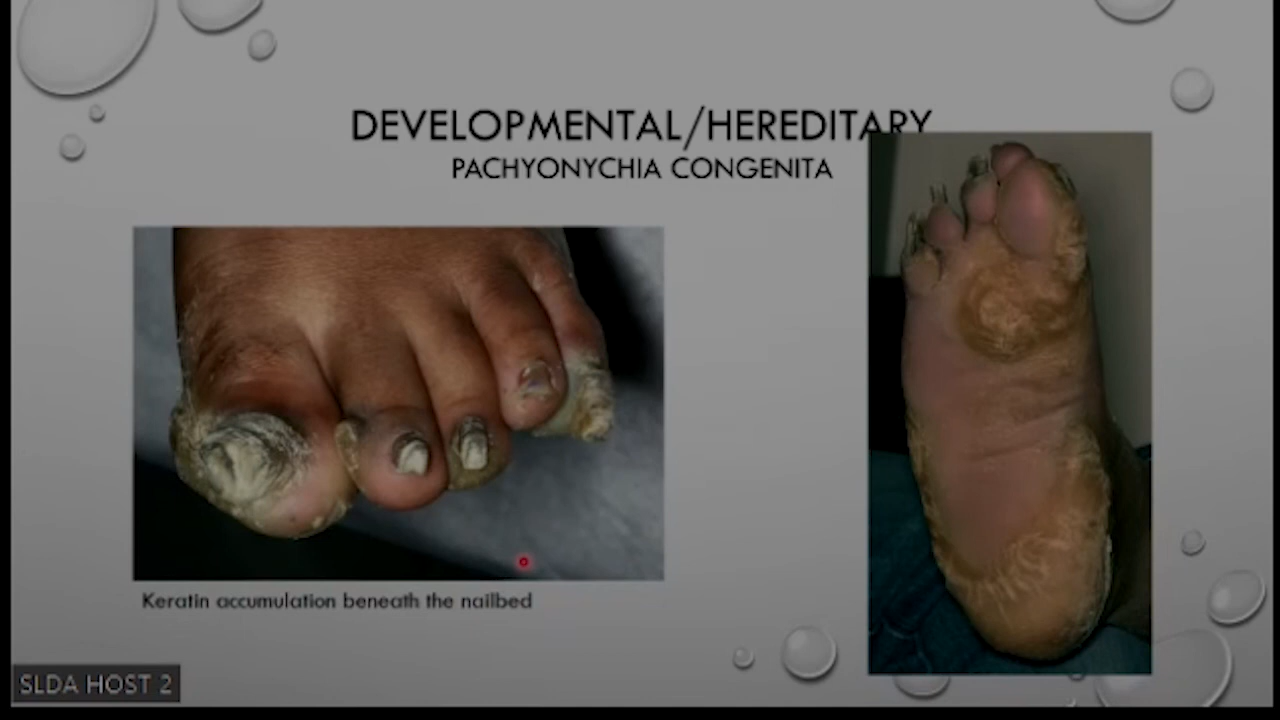 DEVELOPMENTAL/HEREDITARY
PACHYONYCHIA CONGENITA
Keratin accumulation beneath the nailbed
SLDA HOST 2